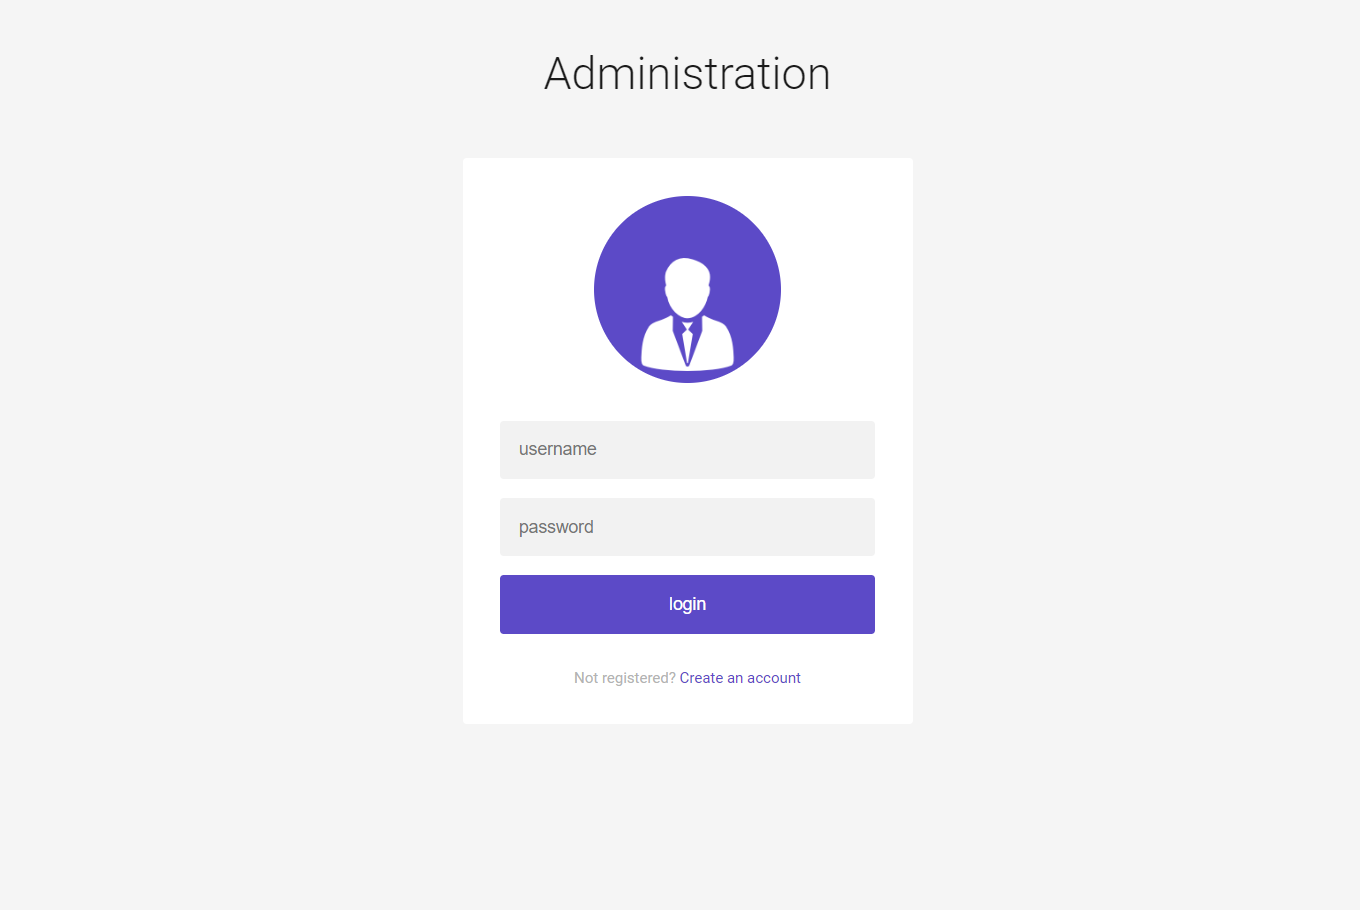 Administration
username
password
login
Not registered? Create an account